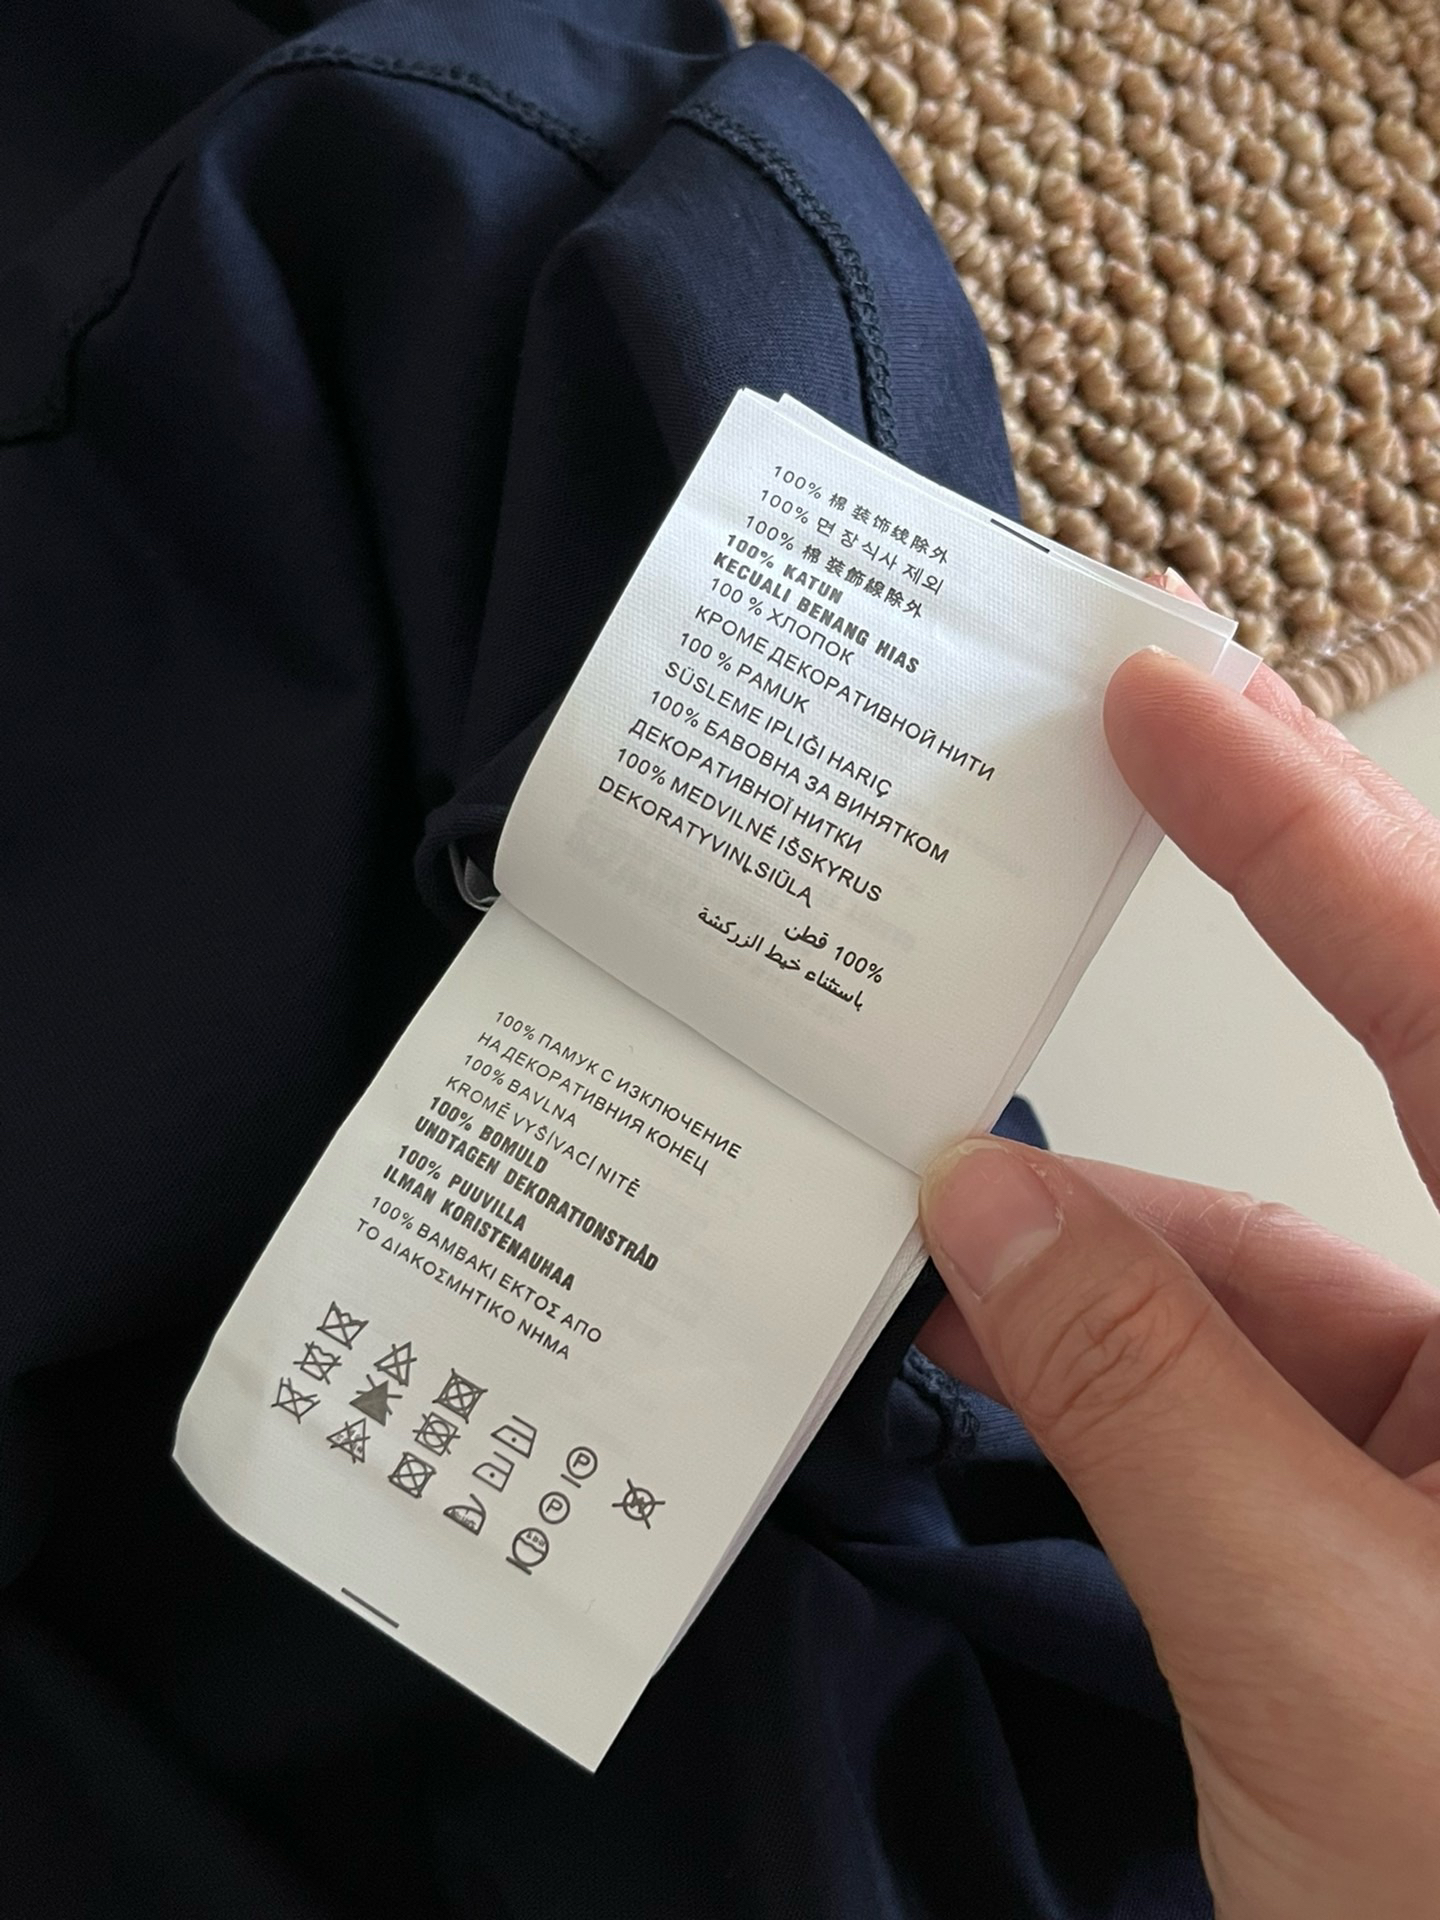 100% 棉 装饰线除外
100% 면 장식사 제외
100% 棉 裝飾線除外
100% KATUN
KECUALI BENANG HIAS
100 % ХЛОПОК
КРОМЕ ДЕКОРАТИВНОЙ НИТИ
100 % PAMUK
SÜSLEME IPLIĞI HARIÇ
100% БАВОВНА ЗА ВИНЯТКОМ
ДЕКОРАТИВНОЇ НИТКИ
100% MEDVILNĖ IŠSKYRUS
DEKORATYVINĮ SIŪLĄ
100% قطن
باستثناء خيط الزركشة
100% ПАМУК С ИЗКЛЮЧЕНИЕ
НА ДЕКОРАТИВНИЯ КОНЕЦ
100% BAVLNA
KROMĚ VYŠÍVACÍ NITĚ
100% BOMULD
UNDTAGEN DEKORATIONSTRÅD
100% PUUVILLA
ILMAN KORISTENAUHAA
100% ΒΑΜΒΑΚΙ ΕΚΤΟΣ ΑΠΟ
ΤΟ ΔΙΑΚΟΣΜΗΤΙΚΟ ΝΗΜΑ
P
P
W